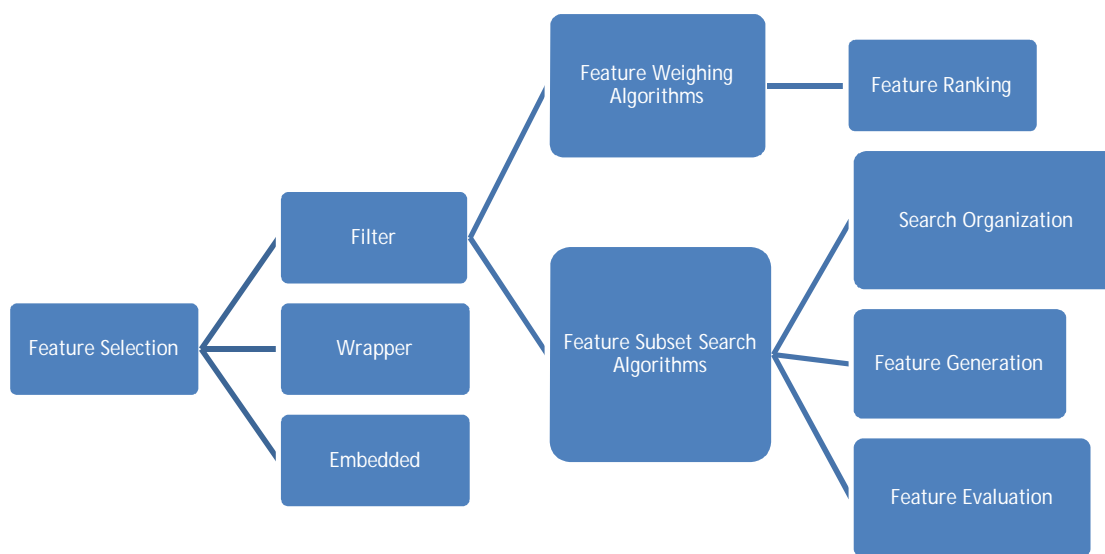 Feature Selection
Filter
Wrapper
Embedded
Feature Weighing
Algorithms
Feature Subset Search
Algorithms
Feature Ranking
Search Organization
Feature Generation
Feature Evaluation